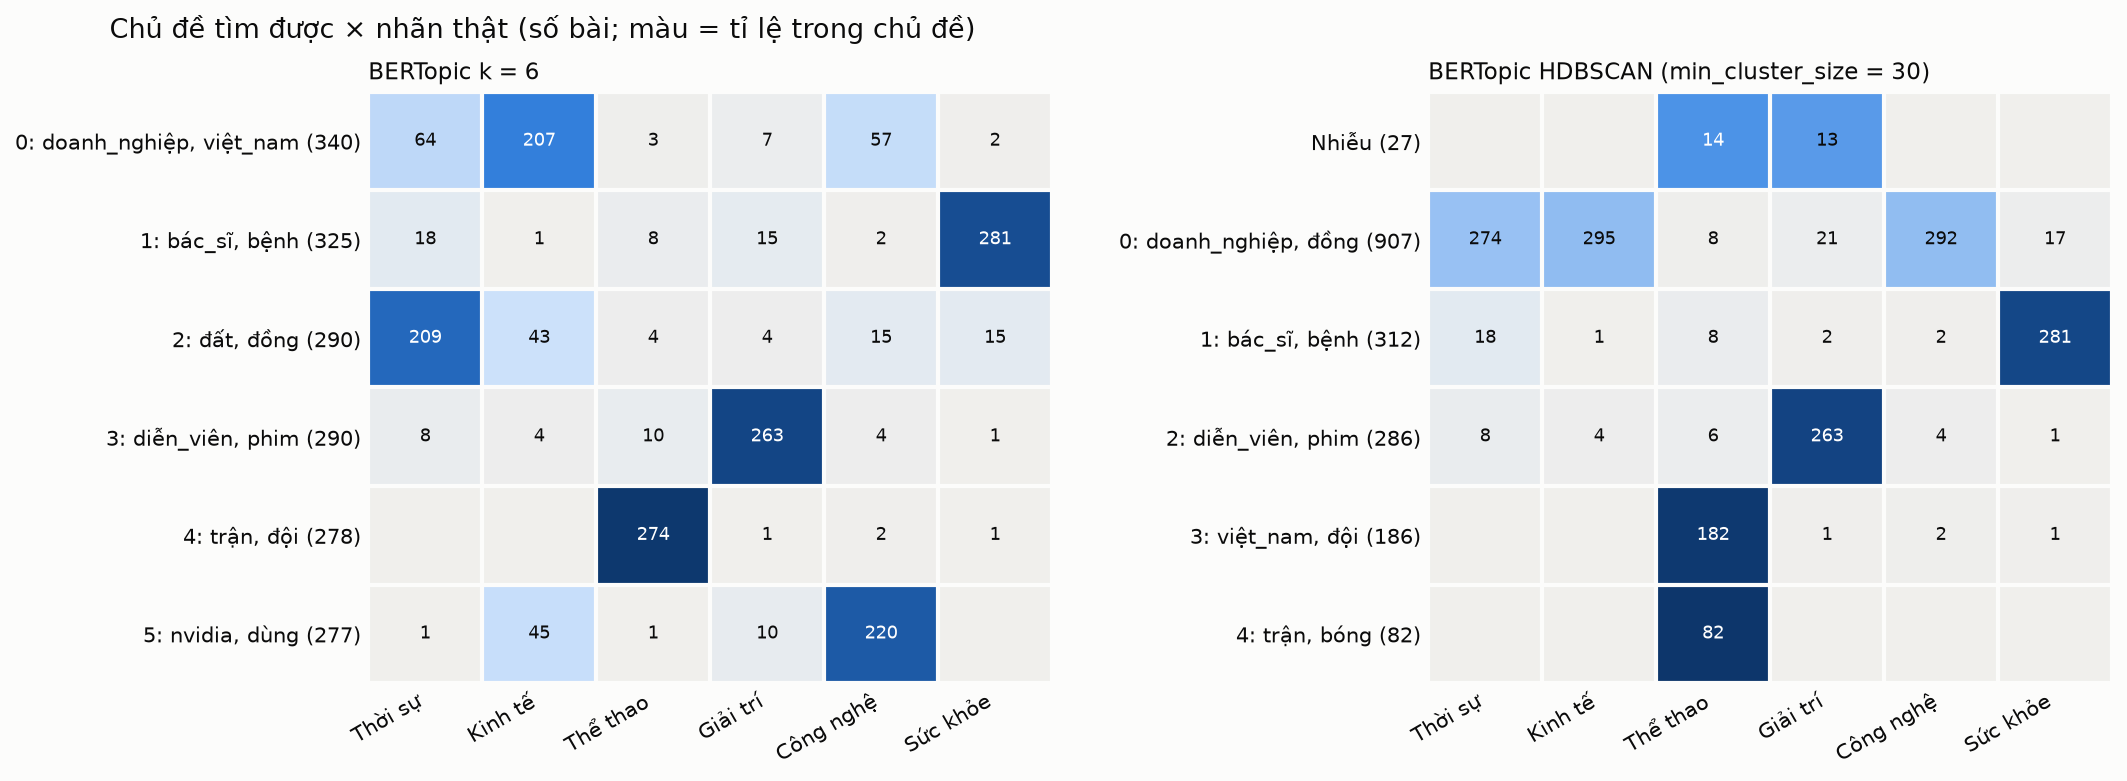 Chủ đề tìm được × nhãn thật (số bài; màu = tỉ lệ trong chủ đề)
BERTopic k = 6
0: doanh_nghiệp, việt_nam (340) 64 207 3 7 57 2
1: bác_sĩ, bệnh (325) 18 1 8 15 2 281
2: đất, đồng (290) 209 43 4 4 15 15
3: diễn_viên, phim (290) 8 4 10 263 4 1
4: trận, đội (278) 274 1 2 1
5: nvidia, dùng (277) 1 45 1 10 220
Thời sự Kinh tế Thể thao Giải trí Công nghệ Sức khỏe
BERTopic HDBSCAN (min_cluster_size = 30)
Nhiễu (27) 14 13
0: doanh_nghiệp, đồng (907) 274 295 8 21 292 17
1: bác_sĩ, bệnh (312) 18 1 8 2 2 281
2: diễn_viên, phim (286) 8 4 6 263 4 1
3: việt_nam, đội (186) 182 1 2 1
4: trận, bóng (82) 82
Thời sự Kinh tế Thể thao Giải trí Công nghệ Sức khỏe